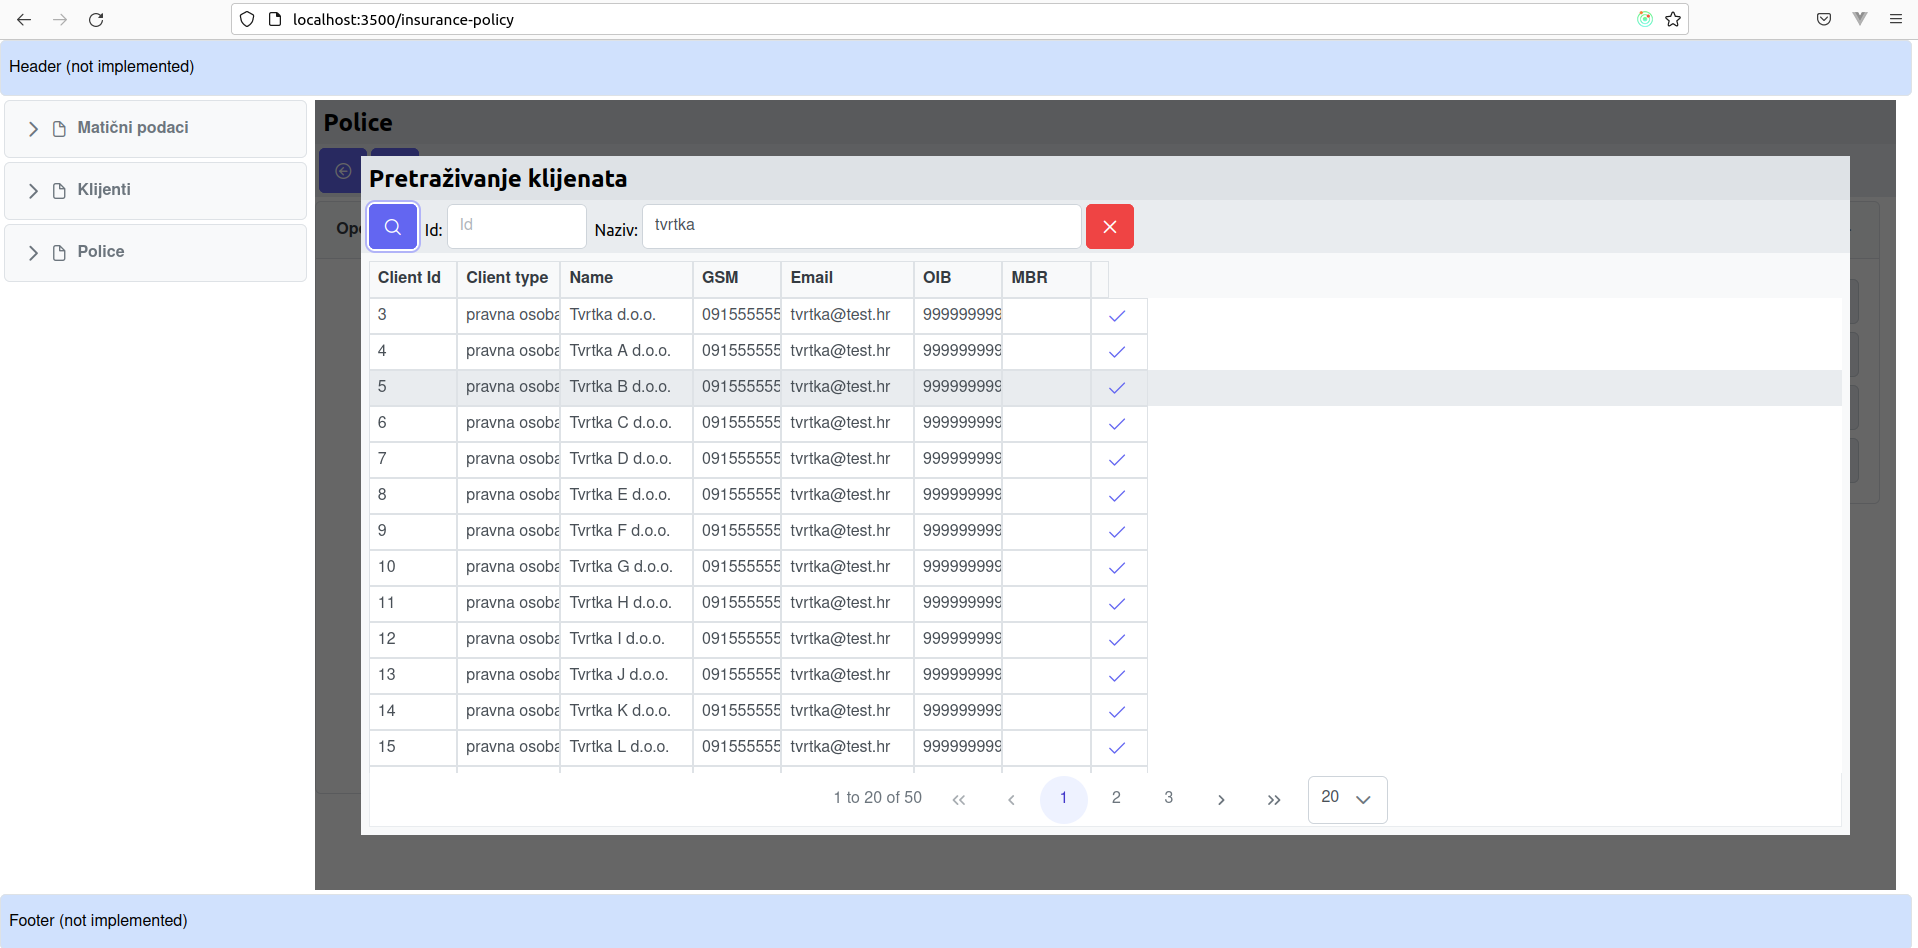 localhost:3500/insurance-policy
Header (not implemented)
Matični podaci
Klijenti
Police
Police
Pretraživanje klijenata
Id: Id Naziv: tvrtka
Client Id Client type Name GSM Email OIB MBR
3 pravna osoba Tvrtka d.o.o. 091555555 tvrtka@test.hr 999999999
4 pravna osoba Tvrtka A d.o.o. 091555555 tvrtka@test.hr 999999999
5 pravna osoba Tvrtka B d.o.o. 091555555 tvrtka@test.hr 999999999
6 pravna osoba Tvrtka C d.o.o. 091555555 tvrtka@test.hr 999999999
7 pravna osoba Tvrtka D d.o.o. 091555555 tvrtka@test.hr 999999999
8 pravna osoba Tvrtka E d.o.o. 091555555 tvrtka@test.hr 999999999
9 pravna osoba Tvrtka F d.o.o. 091555555 tvrtka@test.hr 999999999
10 pravna osoba Tvrtka G d.o.o. 091555555 tvrtka@test.hr 999999999
11 pravna osoba Tvrtka H d.o.o. 091555555 tvrtka@test.hr 999999999
12 pravna osoba Tvrtka I d.o.o. 091555555 tvrtka@test.hr 999999999
13 pravna osoba Tvrtka J d.o.o. 091555555 tvrtka@test.hr 999999999
14 pravna osoba Tvrtka K d.o.o. 091555555 tvrtka@test.hr 999999999
15 pravna osoba Tvrtka L d.o.o. 091555555 tvrtka@test.hr 999999999
1 to 20 of 50 1 2 3 20
Footer (not implemented)